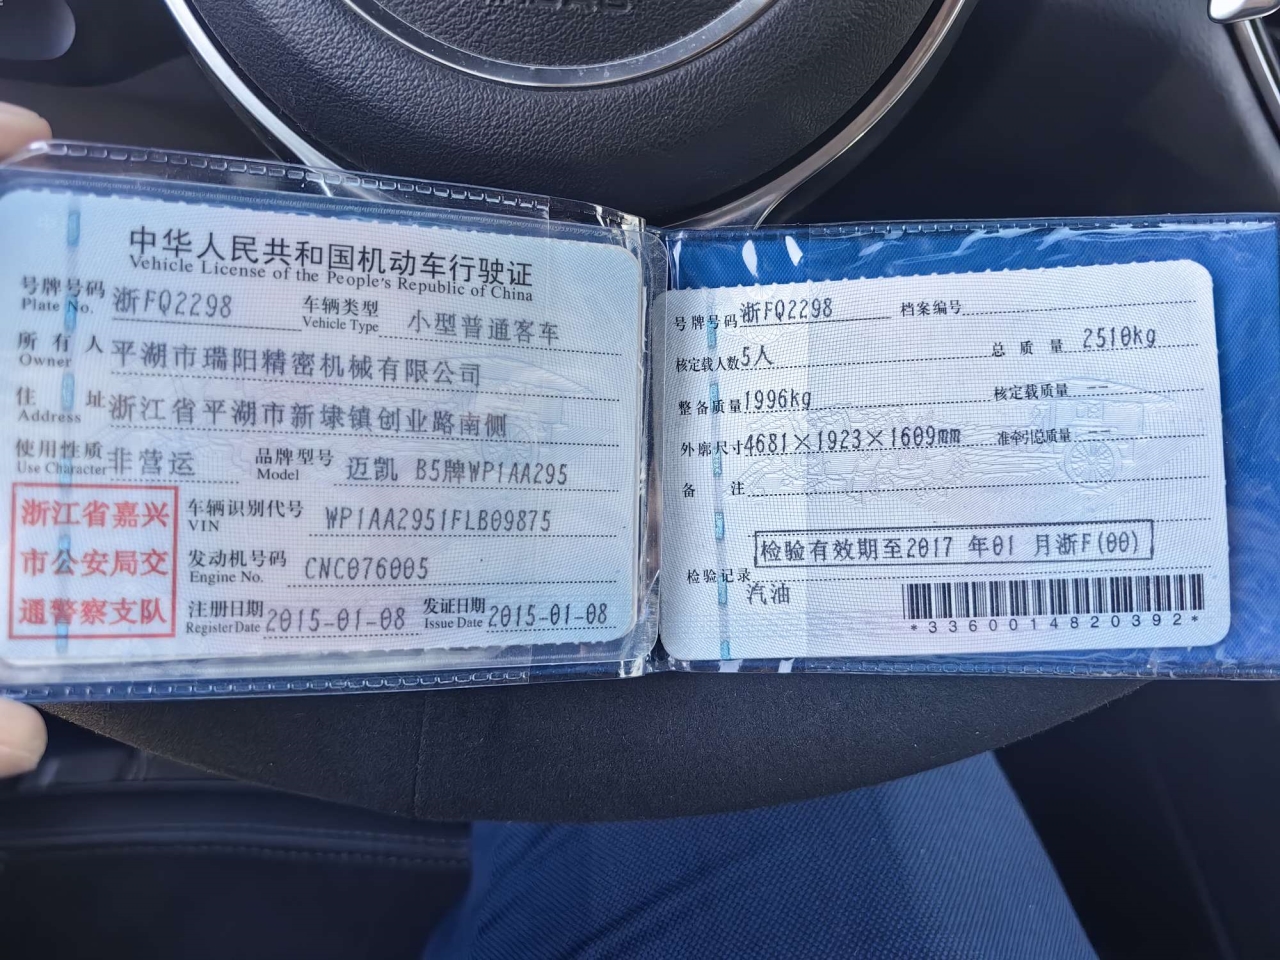 中华人民共和国机动车行驶证
Vehicle License of the People's Republic of China
号牌号码 浙FQ2298 车辆类型 小型普通客车
Plate No. Vehicle Type
所有人 平湖市瑞阳精密机械有限公司
Owner
住址 浙江省平湖市新埭镇创业路南侧
Address
使用性质 非营运 品牌型号 迈凯 B5牌WP1AA295
Use Character Model
浙江省嘉兴
市公安局交
通警察支队
车辆识别代号 WP1AA2951FLB09875
VIN
发动机号码 CNC076005
Engine No.
注册日期 2015-01-08 发证日期 2015-01-08
Register Date Issue Date
号牌号码 浙FQ2298 档案编号
核定载人数 5人 总质量 2510kg
整备质量 1996kg 核定载质量 --
外廓尺寸 4681×1923×1609mm 准牵引总质量 --
备注
检验有效期至2017 年01 月浙F(00)
检验记录
汽油
*3360014820392*